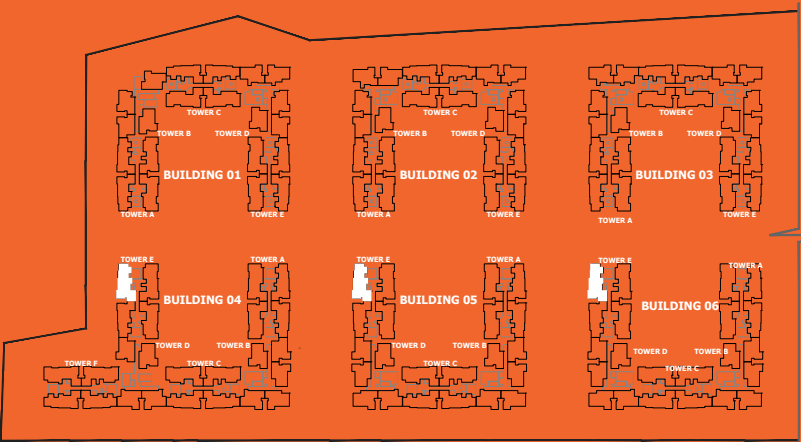 TOWER C TOWER C TOWER C
TOWER B TOWER D TOWER B TOWER D TOWER B TOWER D
BUILDING 01 BUILDING 02 BUILDING 03
TOWER A TOWER E TOWER A TOWER E TOWER A TOWER E
TOWER E TOWER A TOWER E TOWER A TOWER E TOWER A
BUILDING 04 BUILDING 05 BUILDING 06
TOWER D TOWER B TOWER D TOWER B TOWER D TOWER B
TOWER F TOWER C TOWER C TOWER C